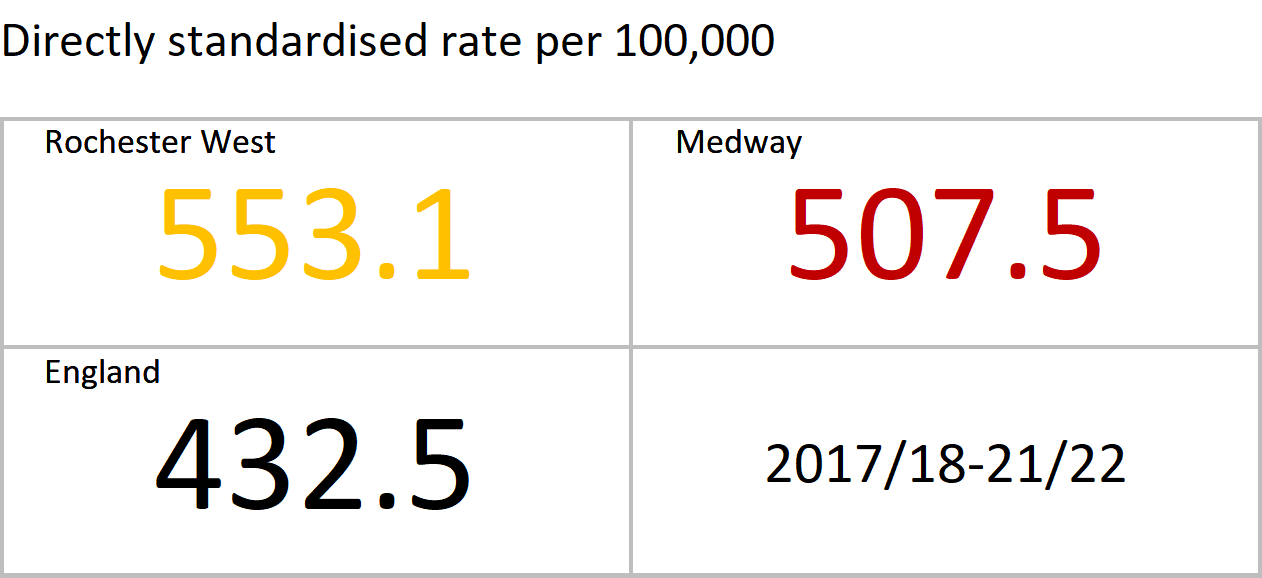 Directly standardised rate per 100,000
Rochester West
553.1
Medway
507.5
England
432.5
2017/18-21/22